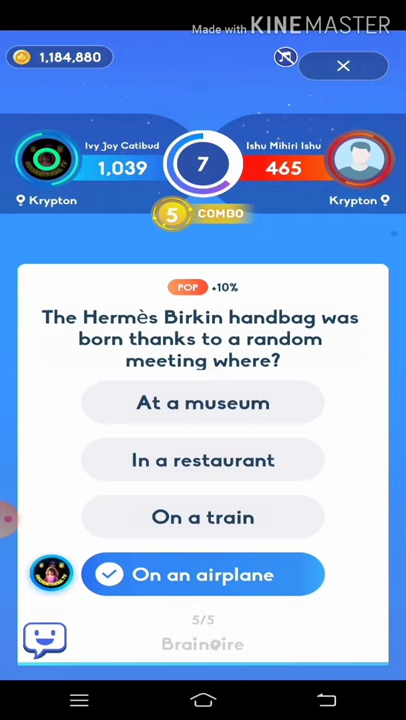 Made with KINEMASTER
1,184,880
Ivy Joy Catibud
Ishu Mihiri Ishu
1,039
7
465
Krypton
Krypton
5 COMBO
POP +10%
The Hermès Birkin handbag was
born thanks to a random
meeting where?
At a museum
In a restaurant
On a train
On an airplane
5/5